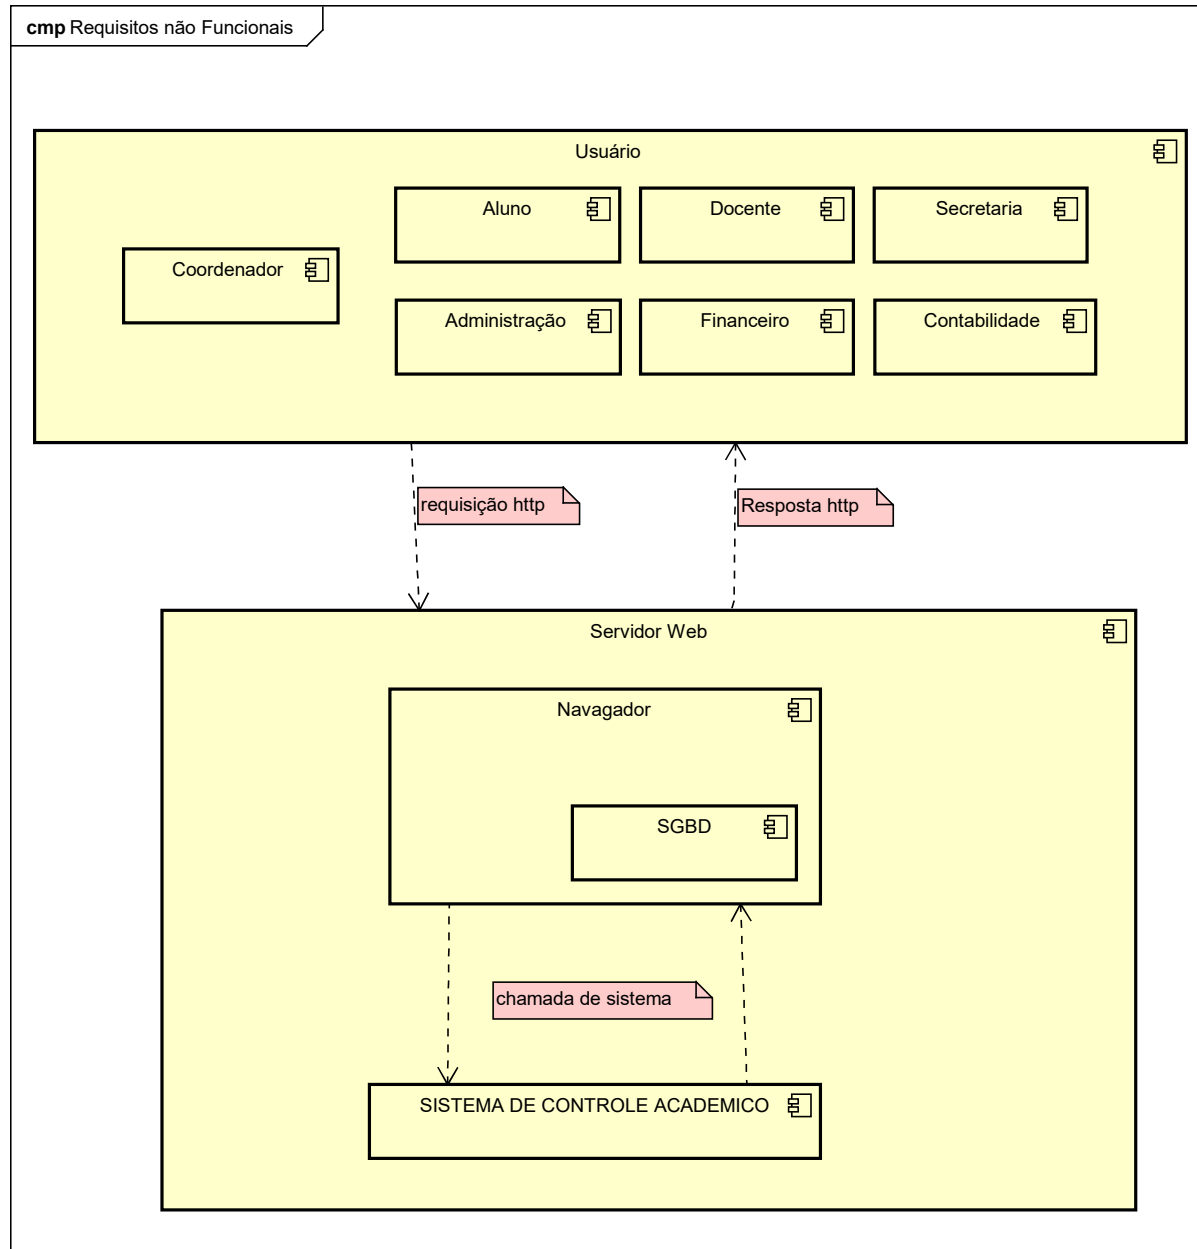 cmp Requisitos não Funcionais
Usuário
Aluno
Docente
Secretaria
Coordenador
Administração
Financeiro
Contabilidade
requisição http
Resposta http
Servidor Web
Navagador
SGBD
chamada de sistema
SISTEMA DE CONTROLE ACADEMICO